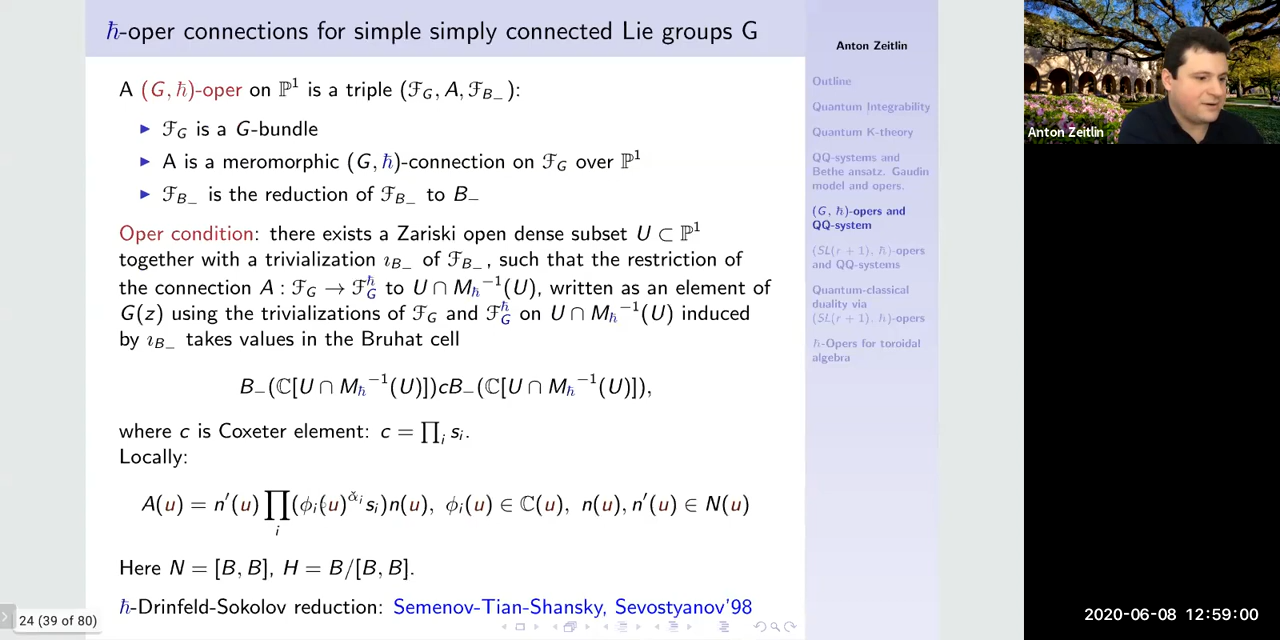 ħ-oper connections for simple simply connected Lie groups G
A (G, ħ)-oper on ℙ¹ is a triple (ℱ_G, A, ℱ_{B_−}):
▶ ℱ_G is a G-bundle
▶ A is a meromorphic (G, ħ)-connection on ℱ_G over ℙ¹
▶ ℱ_{B_−} is the reduction of ℱ_{B_−} to B_−
Oper condition: there exists a Zariski open dense subset U ⊂ ℙ¹
together with a trivialization ı_{B_−} of ℱ_{B_−}, such that the restriction of
the connection A : ℱ_G → ℱ_G^ħ to U ∩ M_ħ^{−1}(U), written as an element of
G(z) using the trivializations of ℱ_G and ℱ_G^ħ on U ∩ M_ħ^{−1}(U) induced
by ı_{B_−} takes values in the Bruhat cell
B_−(ℂ[U ∩ M_ħ^{−1}(U)])cB_−(ℂ[U ∩ M_ħ^{−1}(U)]),
where c is Coxeter element: c = ∏_i s_i.
Locally:
A(u) = n′(u) ∏_i (ϕ_i(u)^{α̌_i} s_i)n(u), ϕ_i(u) ∈ ℂ(u), n(u), n′(u) ∈ N(u)
Here N = [B, B], H = B/[B, B].
ħ-Drinfeld-Sokolov reduction: Semenov-Tian-Shansky, Sevostyanov'98
24 (39 of 80)
Anton Zeitlin
Outline
Quantum Integrability
Quantum K-theory
QQ-systems and
Bethe ansatz. Gaudin
model and opers.
(G, ħ)-opers and
QQ-system
(SL(r + 1), ħ)-opers
and QQ-systems
Quantum-classical
duality via
(SL(r + 1), ħ)-opers
ħ-Opers for toroidal
algebra
Anton Zeitlin
2020-06-08 12:59:00